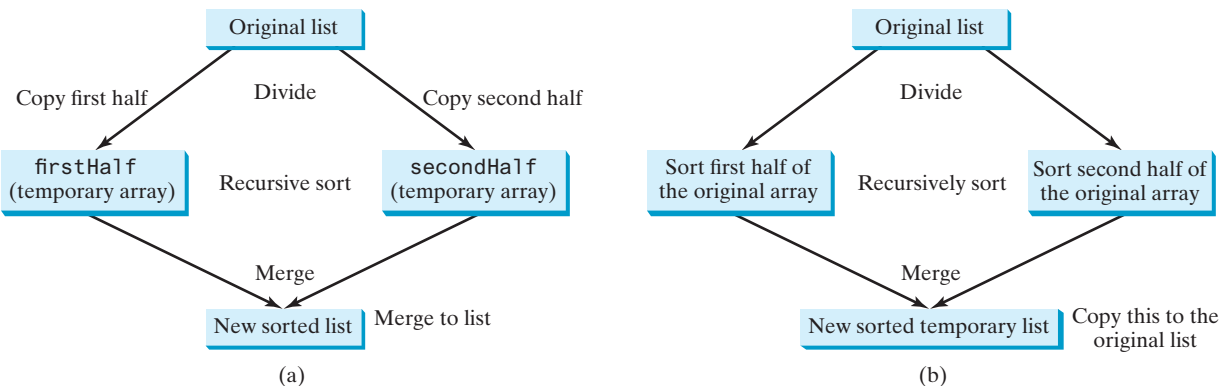 Original list
Copy first half
Divide
Copy second half
firstHalf
(temporary array)
Recursive sort
secondHalf
(temporary array)
Merge
New sorted list
Merge to list
(a)
Original list
Divide
Sort first half of
the original array
Recursively sort
Sort second half of
the original array
Merge
New sorted temporary list
Copy this to the
original list
(b)